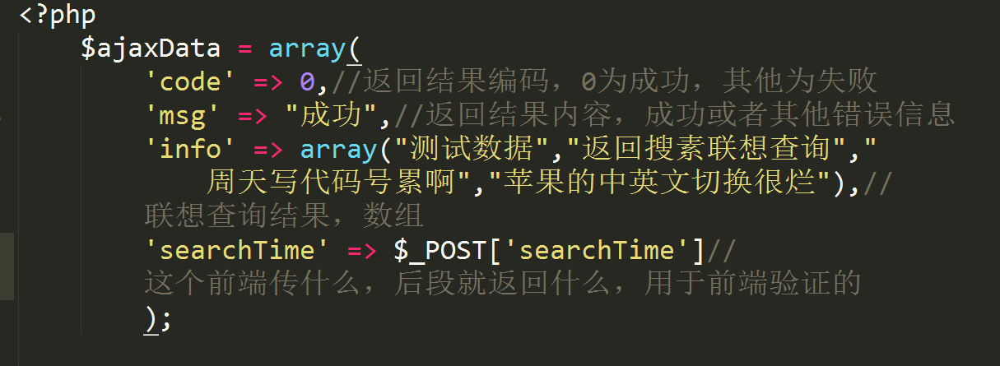 <?php
$ajaxData = array(
'code' => 0,//返回结果编码，0为成功，其他为失败
'msg' => "成功",//返回结果内容，成功或者其他错误信息
'info' => array("测试数据","返回搜素联想查询","
周天写代码号累啊","苹果的中英文切换很烂"),//
联想查询结果，数组
'searchTime' => $_POST['searchTime']//
这个前端传什么，后段就返回什么，用于前端验证的
);